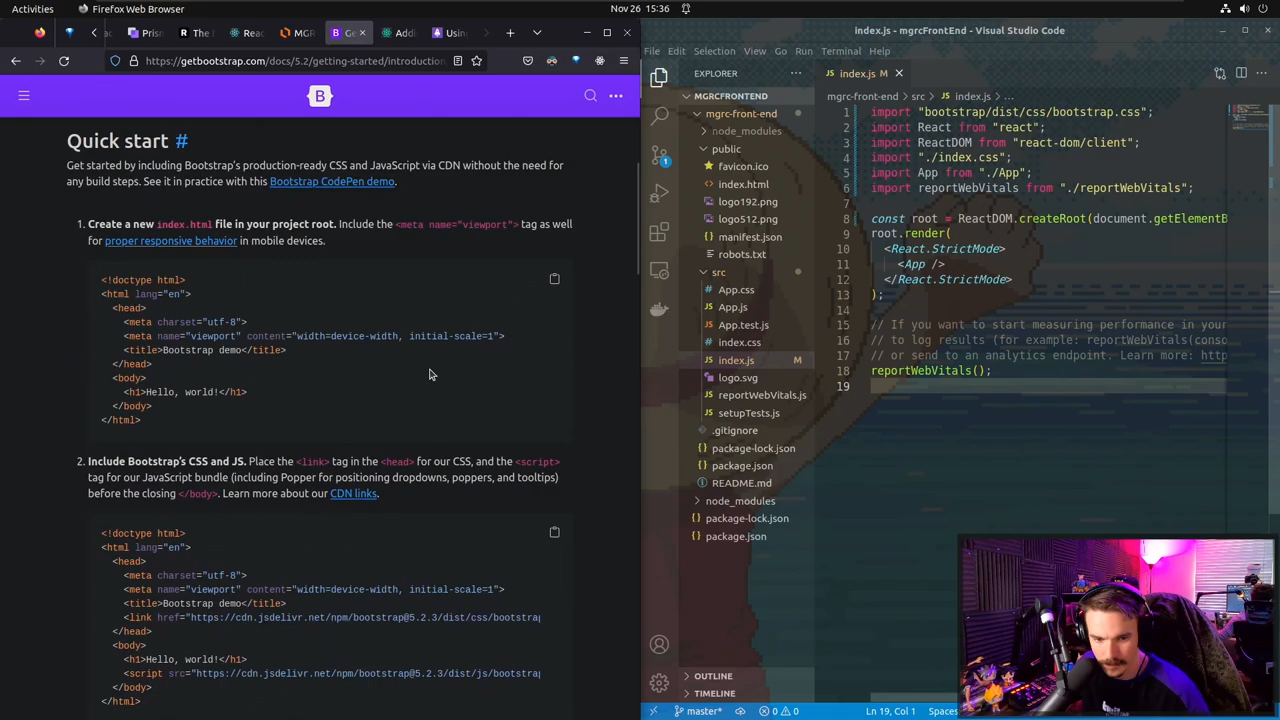 Activities
Firefox Web Browser
Nov 26 15:36
Prism
R The
Reac
MGR
Ge
Addi
Using
https://getbootstrap.com/docs/5.2/getting-started/introduction
B
Quick start #
Get started by including Bootstrap's production-ready CSS and JavaScript via CDN without the need for
any build steps. See it in practice with this Bootstrap CodePen demo.
1. Create a new index.html file in your project root. Include the <meta name="viewport"> tag as well
for proper responsive behavior in mobile devices.
<!doctype html>
<html lang="en">
<head>
<meta charset="utf-8">
<meta name="viewport" content="width=device-width, initial-scale=1">
<title>Bootstrap demo</title>
</head>
<body>
<h1>Hello, world!</h1>
</body>
</html>
2. Include Bootstrap's CSS and JS. Place the <link> tag in the <head> for our CSS, and the <script>
tag for our JavaScript bundle (including Popper for positioning dropdowns, poppers, and tooltips)
before the closing </body>. Learn more about our CDN links.
<!doctype html>
<html lang="en">
<head>
<meta charset="utf-8">
<meta name="viewport" content="width=device-width, initial-scale=1">
<title>Bootstrap demo</title>
<link href="https://cdn.jsdelivr.net/npm/bootstrap@5.2.3/dist/css/bootstrap
</head>
<body>
<h1>Hello, world!</h1>
<script src="https://cdn.jsdelivr.net/npm/bootstrap@5.2.3/dist/js/bootstrap
</body>
</html>
index.js - mgrcFrontEnd - Visual Studio Code
File Edit Selection View Go Run Terminal Help
EXPLORER
MGRCFRONTEND
mgrc-front-end
node_modules
public
favicon.ico
index.html
logo192.png
logo512.png
manifest.json
robots.txt
src
App.css
App.js
App.test.js
index.css
index.js M
logo.svg
reportWebVitals.js
setupTests.js
.gitignore
package-lock.json
package.json
README.md
node_modules
package-lock.json
package.json
OUTLINE
TIMELINE
1
JS index.js M
mgrc-front-end > src > JS index.js > ...
1 import "bootstrap/dist/css/bootstrap.css";
2 import React from "react";
3 import ReactDOM from "react-dom/client";
4 import "./index.css";
5 import App from "./App";
6 import reportWebVitals from "./reportWebVitals";
7
8 const root = ReactDOM.createRoot(document.getElementB
9 root.render(
10 <React.StrictMode>
11 <App />
12 </React.StrictMode>
13 );
14
15 // If you want to start measuring performance in your
16 // to log results (for example: reportWebVitals(conso
17 // or send to an analytics endpoint. Learn more: http
18 reportWebVitals();
19
master*
0 0
Ln 19, Col 1
Spaces